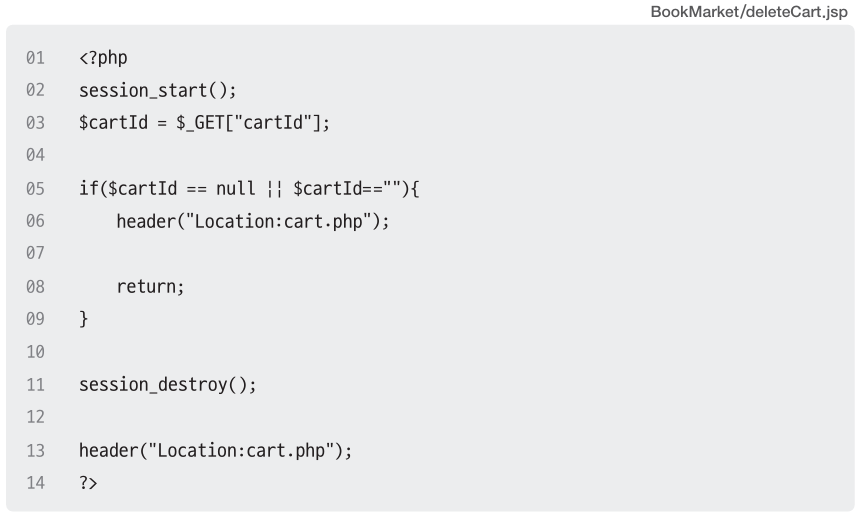 BookMarket/deleteCart.jsp
01 <?php
02 session_start();
03 $cartId = $_GET["cartId"];
04
05 if($cartId == null || $cartId==""){
06     header("Location:cart.php");
07
08     return;
09 }
10
11 session_destroy();
12
13 header("Location:cart.php");
14 ?>